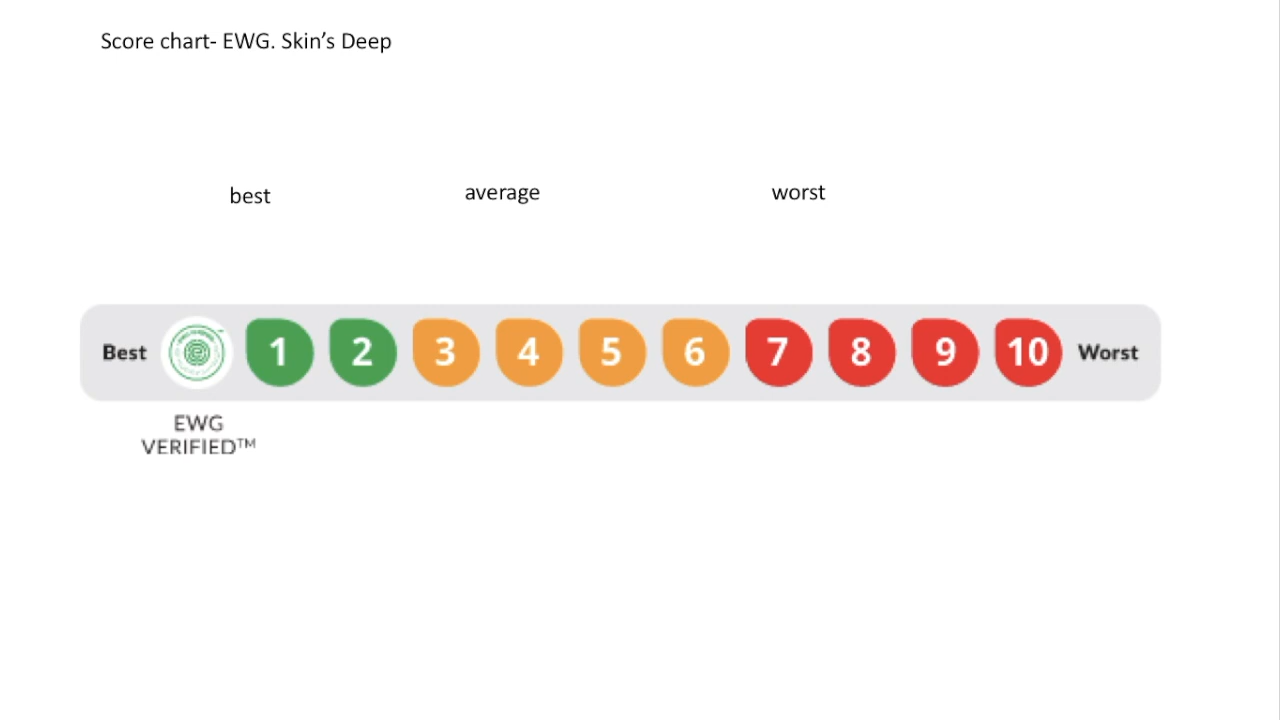 Score chart- EWG. Skin’s Deep
best average worst
Best 1 2 3 4 5 6 7 8 9 10 Worst
EWG
VERIFIED™